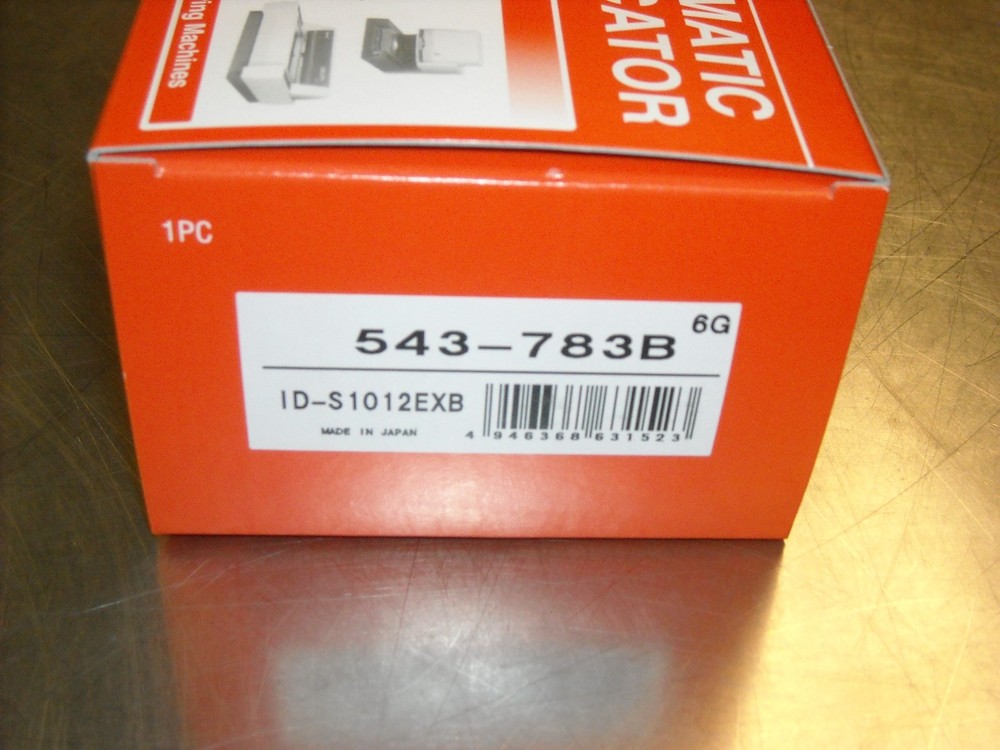 ing Machines
MATIC
CATOR
1PC
6G
543-783B
ID-S1012EXB
MADE IN JAPAN
4 946368 631523